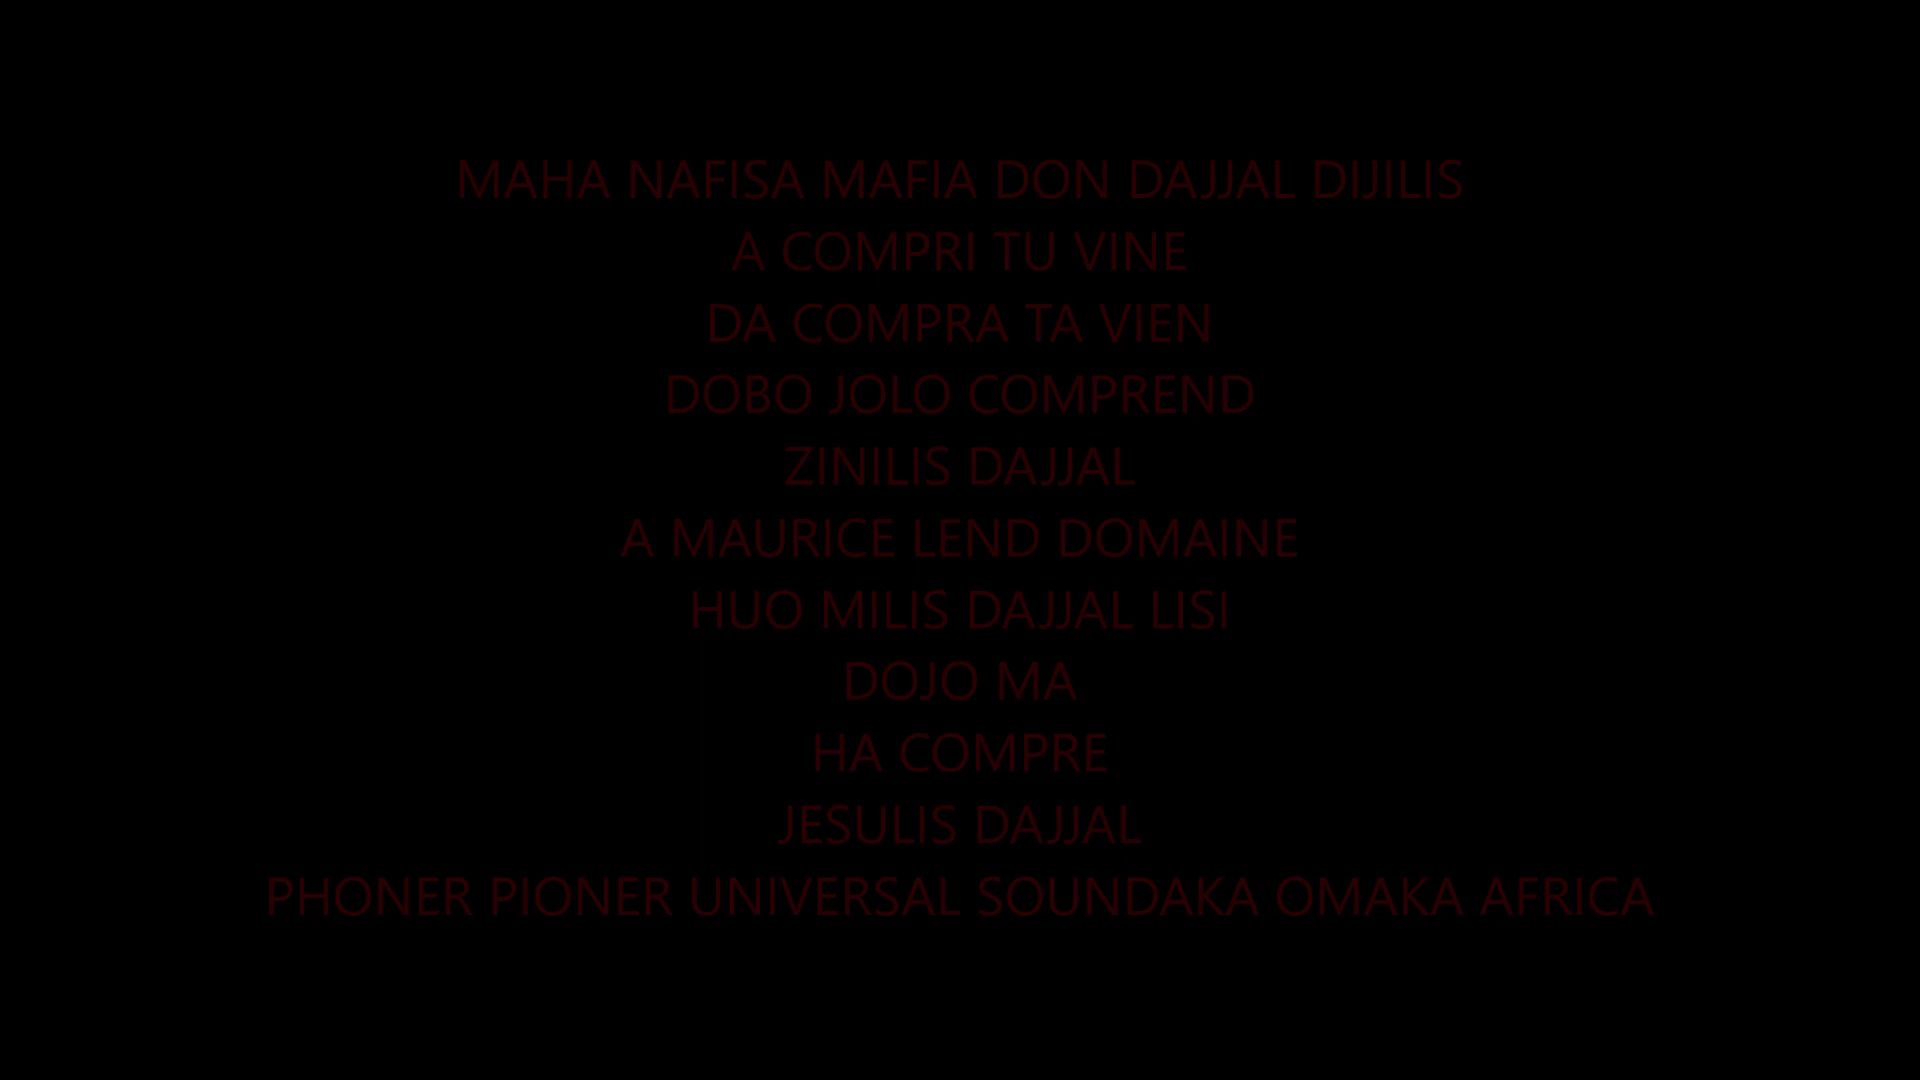 MAHA NAFISA MAFIA DON DAJJAL DIJILIS
A COMPRI TU VINE
DA COMPRA TA VIEN
DOBO JOLO COMPREND
ZINILIS DAJJAL
A MAURICE LEND DOMAINE
HUO MILIS DAJJAL LISI
DOJO MA
HA COMPRE
JESULIS DAJJAL
PHONER PIONER UNIVERSAL SOUNDAKA OMAKA AFRICA